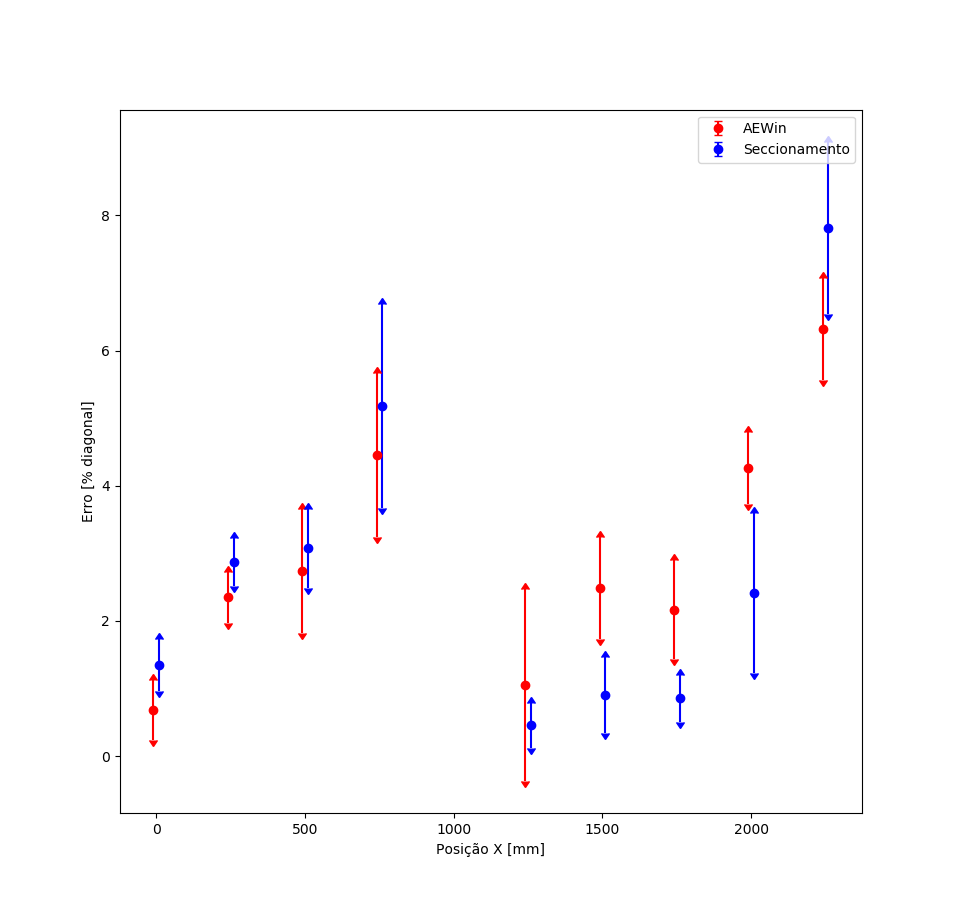 AEWin
Seccionamento
8
6
4
2
0
Erro [% diagonal]
0 500 1000 1500 2000
Posição X [mm]